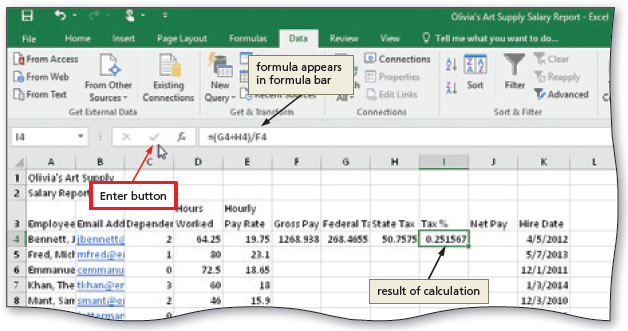 Olivia's Art Supply Salary Report - Excel
File Home Insert Page Layout Formulas Data Review View Tell me what you want to do...
From Access
From Web
From Text
From Other Sources
Existing Connections
Get External Data
New Query
Recent Sources
Get & Transform
All
Connections
Properties
Edit Links
Connections
Sort
Filter
Clear
Reapply
Advanced
Sort & Filter
formula appears
in formula bar
I4 fx =(G4+H4)/F4
A B C D E F G H I J K L
1 Olivia's Art Supply
2 Salary Report
Enter button
Hours Hourly
3 Employee Email Add Depender Worked Pay Rate Gross Pay Federal Ta State Tax Tax % Net Pay Hire Date
4 Bennett, J jbennett@ 2 64.25 19.75 1268.938 268.4655 50.7575 0.251567 4/5/2012
5 Fred, Mich mfred@er 1 80 23.1 5/7/2013
6 Emmanue cemmanu 0 72.5 18.65 12/1/2011
7 Khan, The tkhan@er 3 60 18 1/3/2014
8 Mant, Sam smant@er 2 46 15.9 12/3/2010
result of calculation